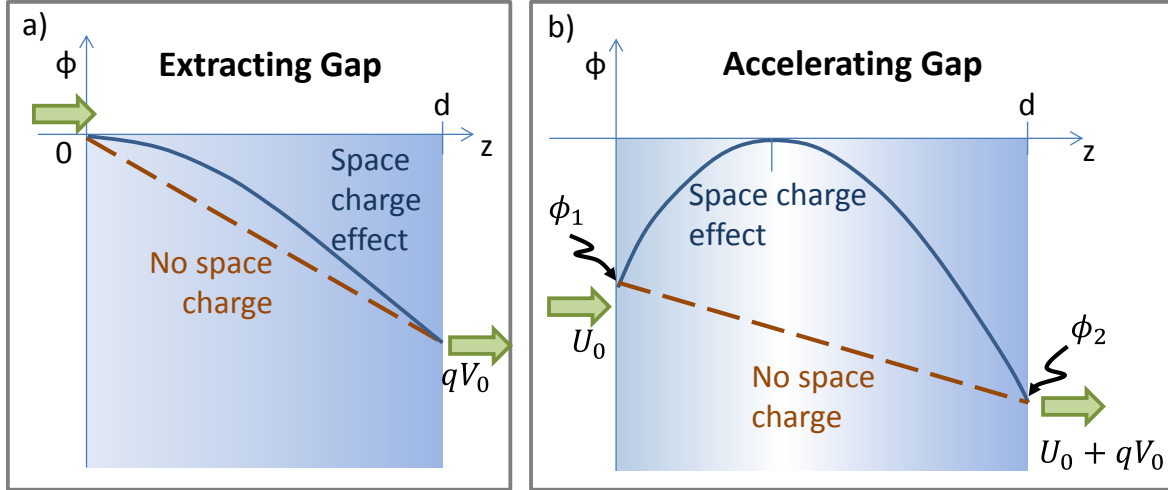 a)
ϕ
Extracting Gap
d
0
z
Space
charge
effect
No space
charge
qV₀
b)
ϕ
Accelerating Gap
d
z
Space charge
effect
ϕ₁
U₀
ϕ₂
No space
charge
U₀ + qV₀